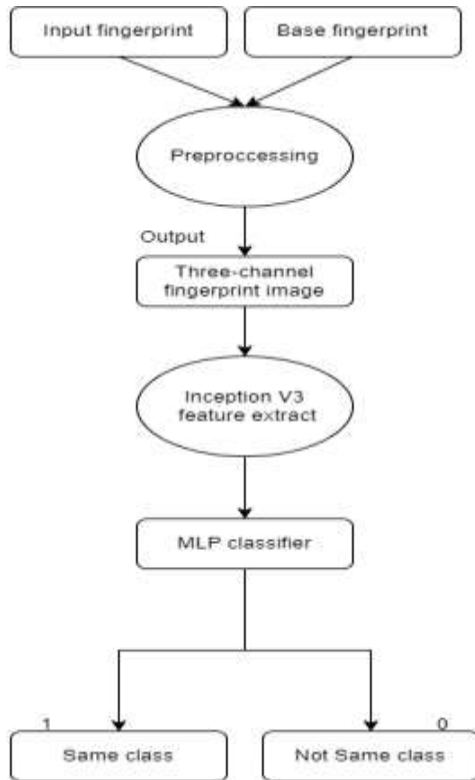 Input fingerprint
Base fingerprint
Preproccessing
Output
Three-channel
fingerprint image
Inception V3
feature extract
MLP classifier
1
0
Same class
Not Same class